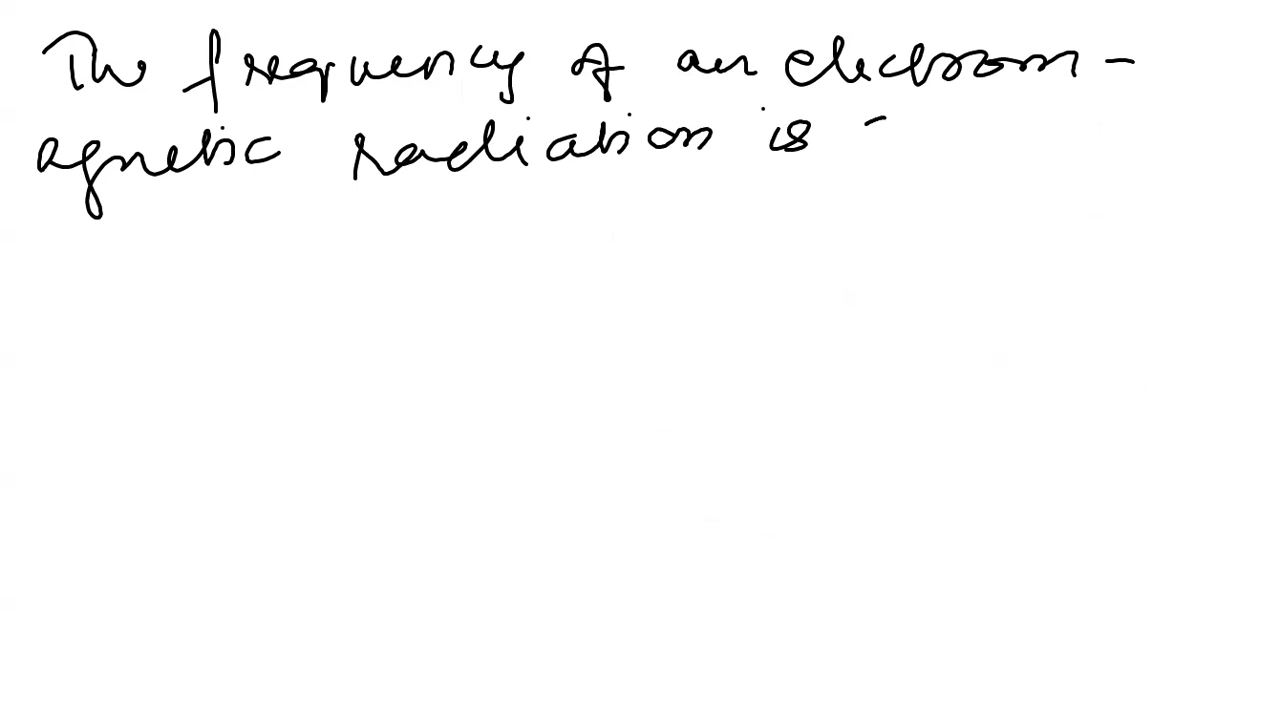 The frequency of an electrom-
agnetic radiation is